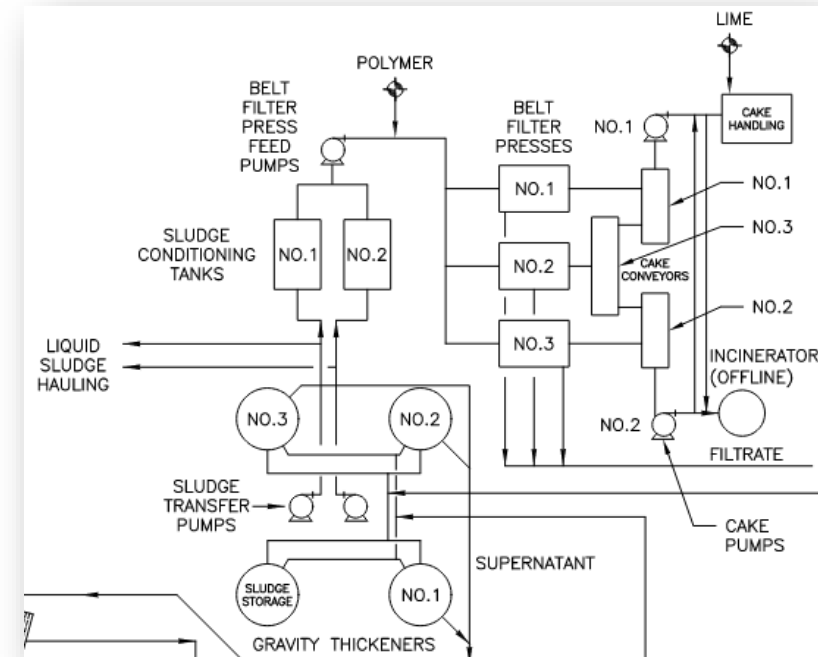 LIME
POLYMER
BELT
FILTER
PRESS
FEED
PUMPS
BELT
FILTER
PRESSES
NO.1
CAKE
HANDLING
NO.1
NO.1
NO.3
NO.1
NO.2
SLUDGE
CONDITIONING
TANKS
NO.2
CAKE
CONVEYORS
NO.2
NO.3
LIQUID
SLUDGE
HAULING
INCINERATOR
(OFFLINE)
NO.3
NO.2
NO.2
FILTRATE
SLUDGE
TRANSFER
PUMPS
CAKE
PUMPS
SUPERNATANT
SLUDGE
STORAGE
NO.1
GRAVITY THICKENERS